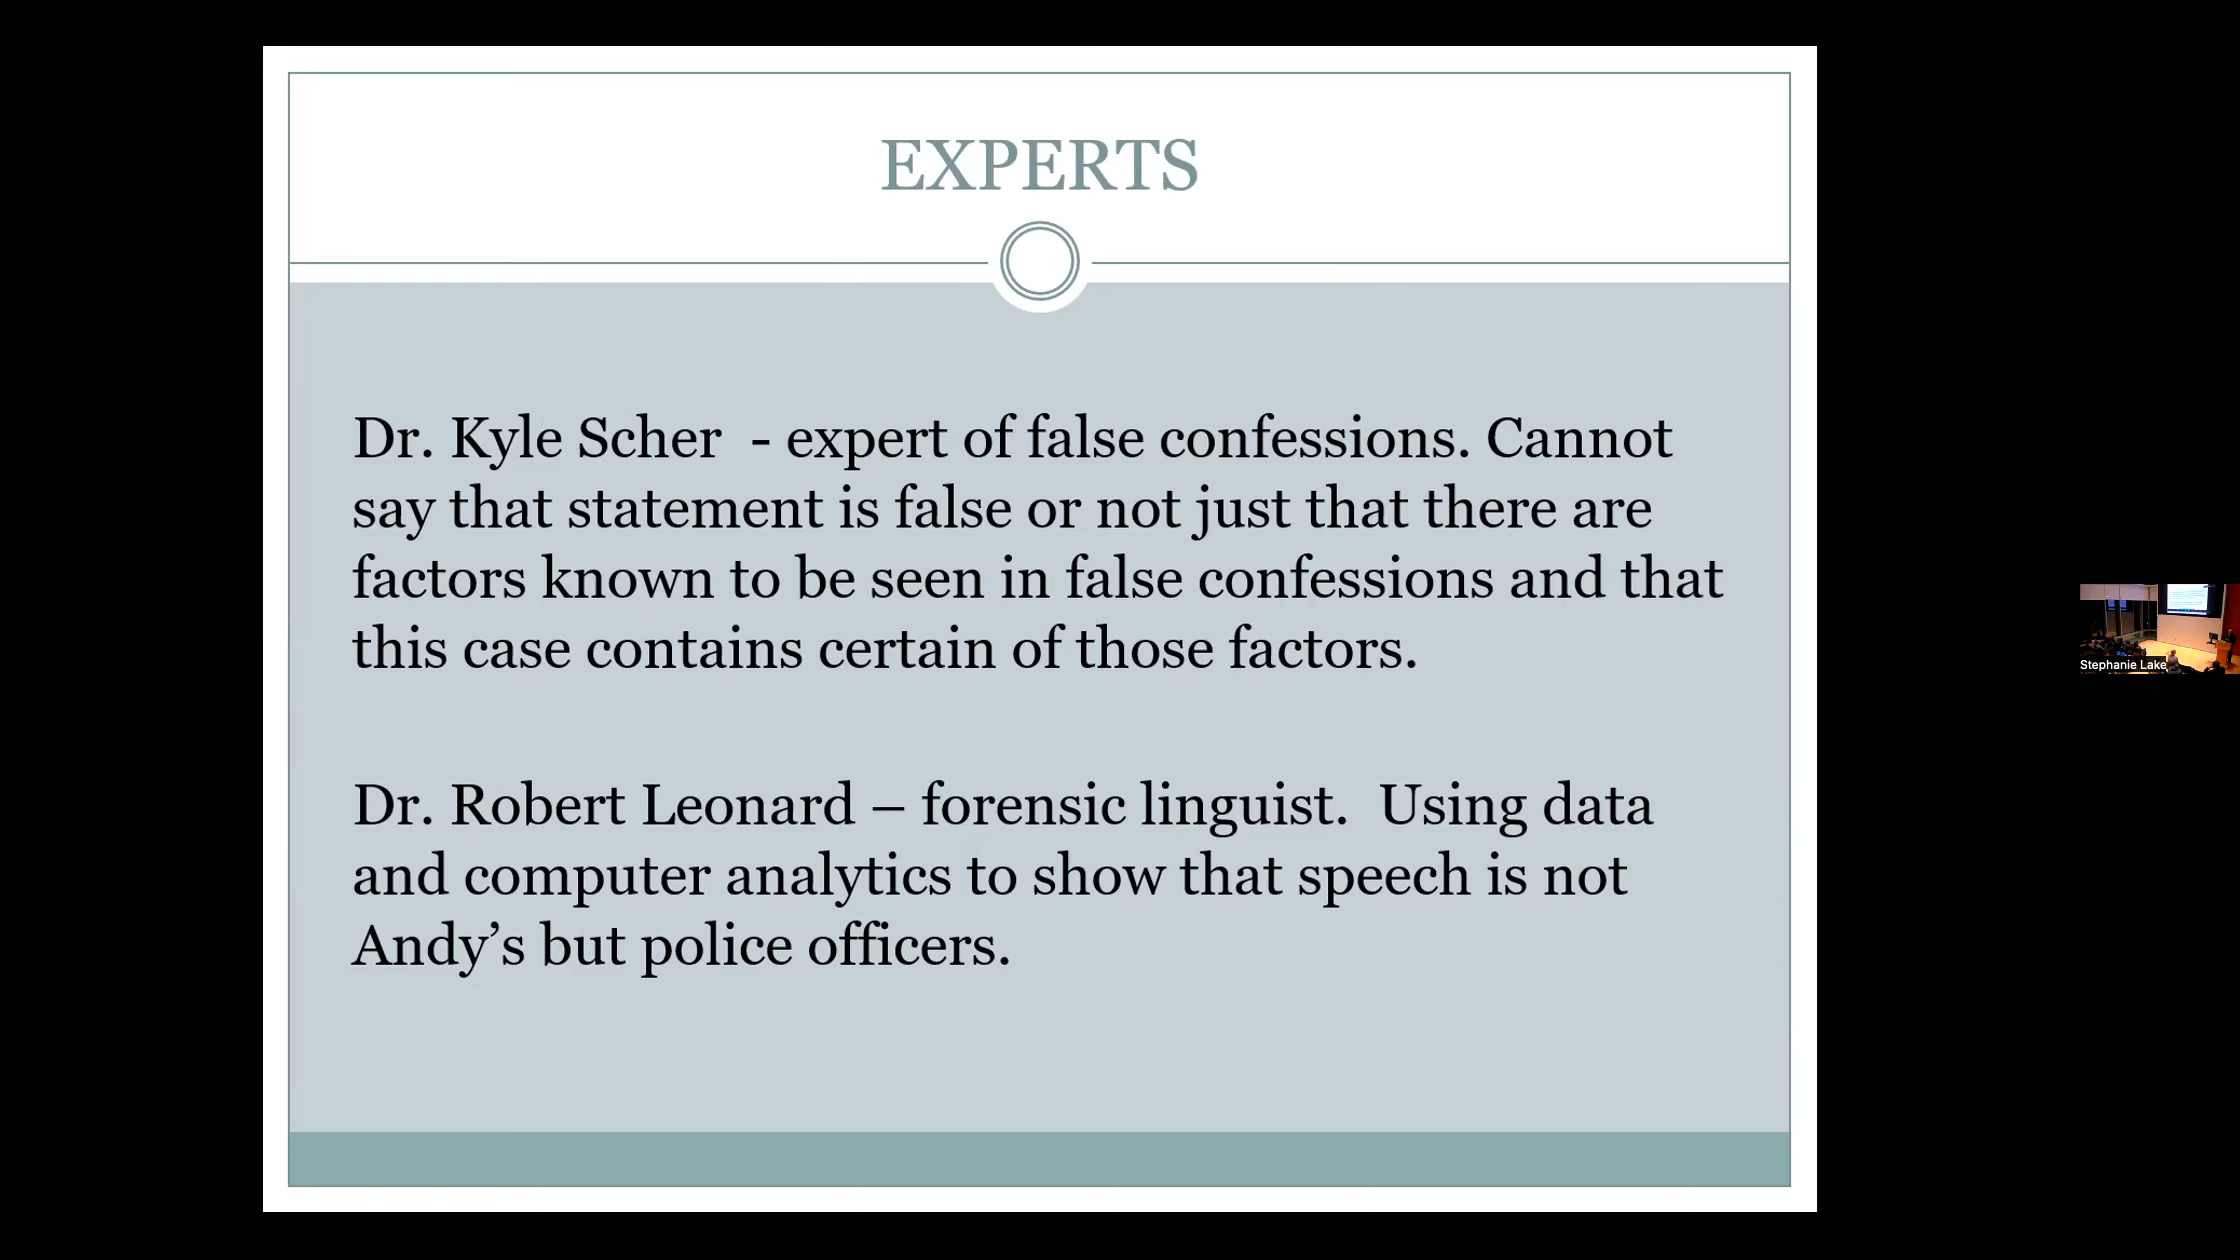 EXPERTS
Dr. Kyle Scher  - expert of false confessions. Cannot
say that statement is false or not just that there are
factors known to be seen in false confessions and that
this case contains certain of those factors.
Dr. Robert Leonard – forensic linguist.  Using data
and computer analytics to show that speech is not
Andy’s but police officers.
Stephanie Lake